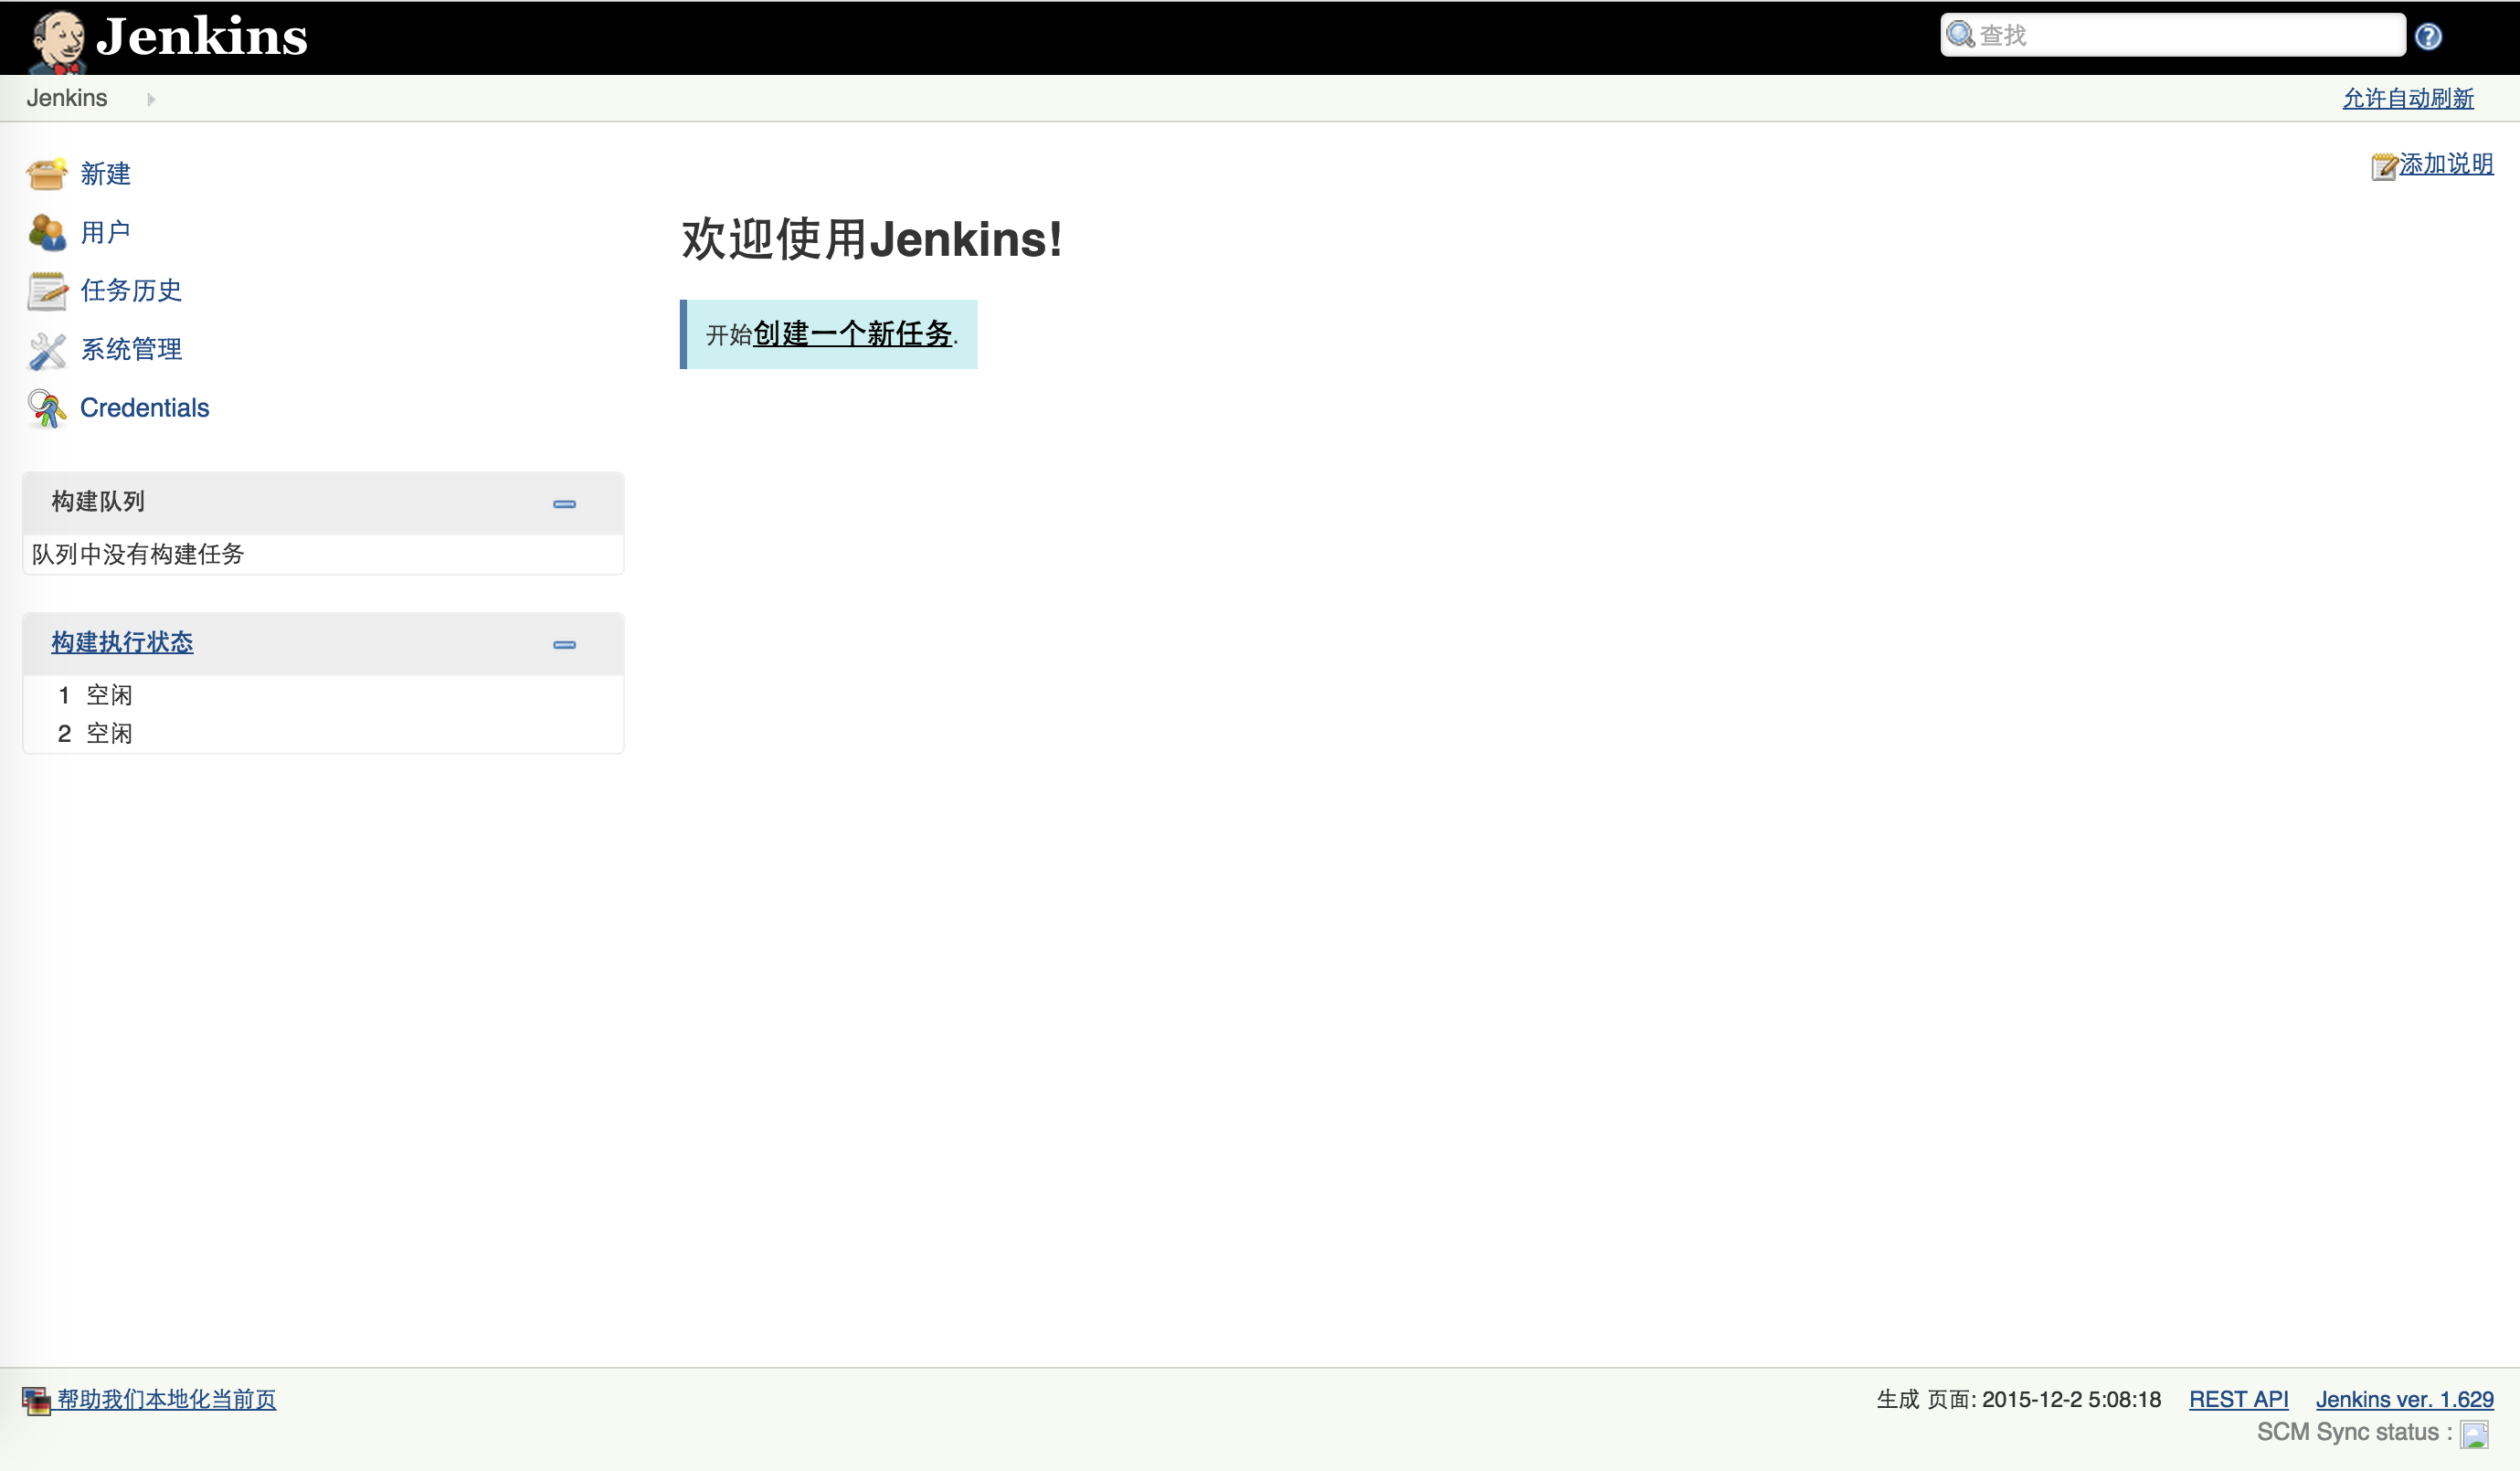 Jenkins
查找
Jenkins
允许自动刷新
新建
用户
任务历史
系统管理
Credentials
构建队列
队列中没有构建任务
构建执行状态
1 空闲
2 空闲
添加说明
欢迎使用Jenkins!
开始创建一个新任务.
帮助我们本地化当前页
生成 页面: 2015-12-2 5:08:18 REST API Jenkins ver. 1.629
SCM Sync status :